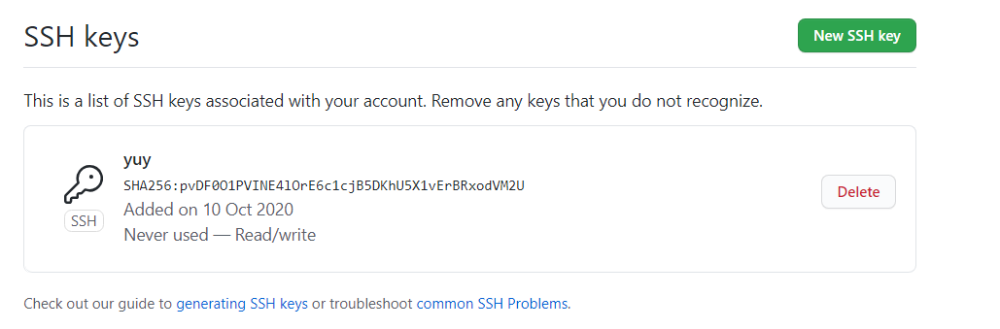 SSH keys
New SSH key
This is a list of SSH keys associated with your account. Remove any keys that you do not recognize.
yuy
SHA256:pvDF0O1PVINE4lOrE6c1cjB5DKhU5X1vErBRxodVM2U
SSH
Added on 10 Oct 2020
Never used — Read/write
Delete
Check out our guide to generating SSH keys or troubleshoot common SSH Problems.